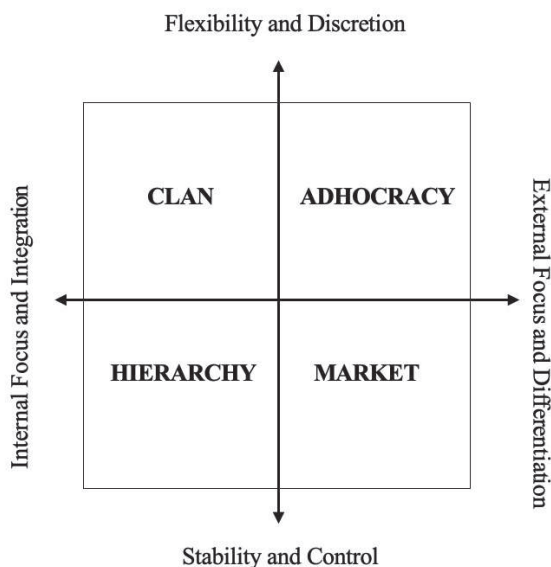 Flexibility and Discretion
CLAN
ADHOCRACY
Internal Focus and Integration
External Focus and Differentiation
HIERARCHY
MARKET
Stability and Control